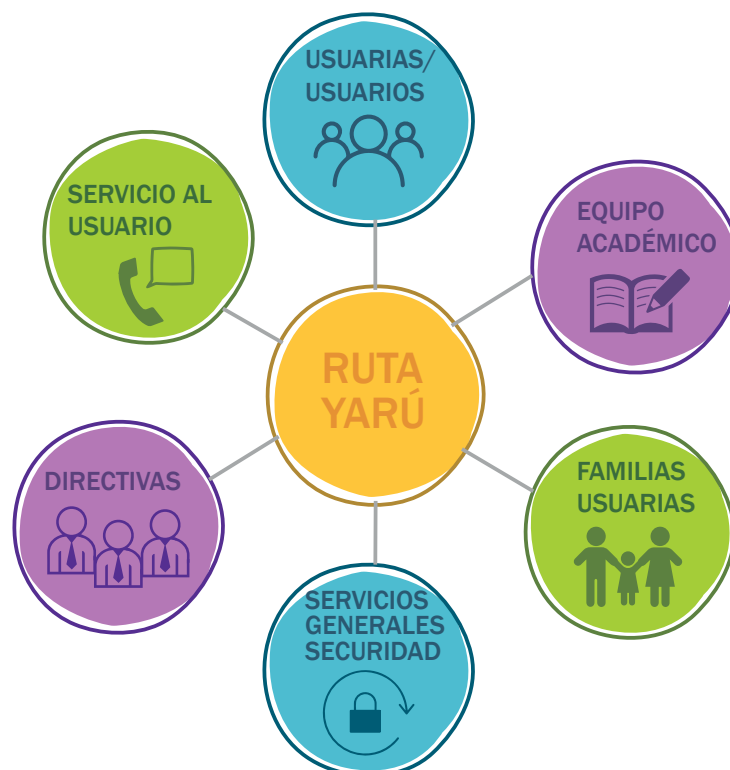 USUARIAS/
USUARIOS
SERVICIO AL
USUARIO
EQUIPO
ACADÉMICO
RUTA
YARÚ
DIRECTIVAS
FAMILIAS
USUARIAS
SERVICIOS
GENERALES
SECURIDAD